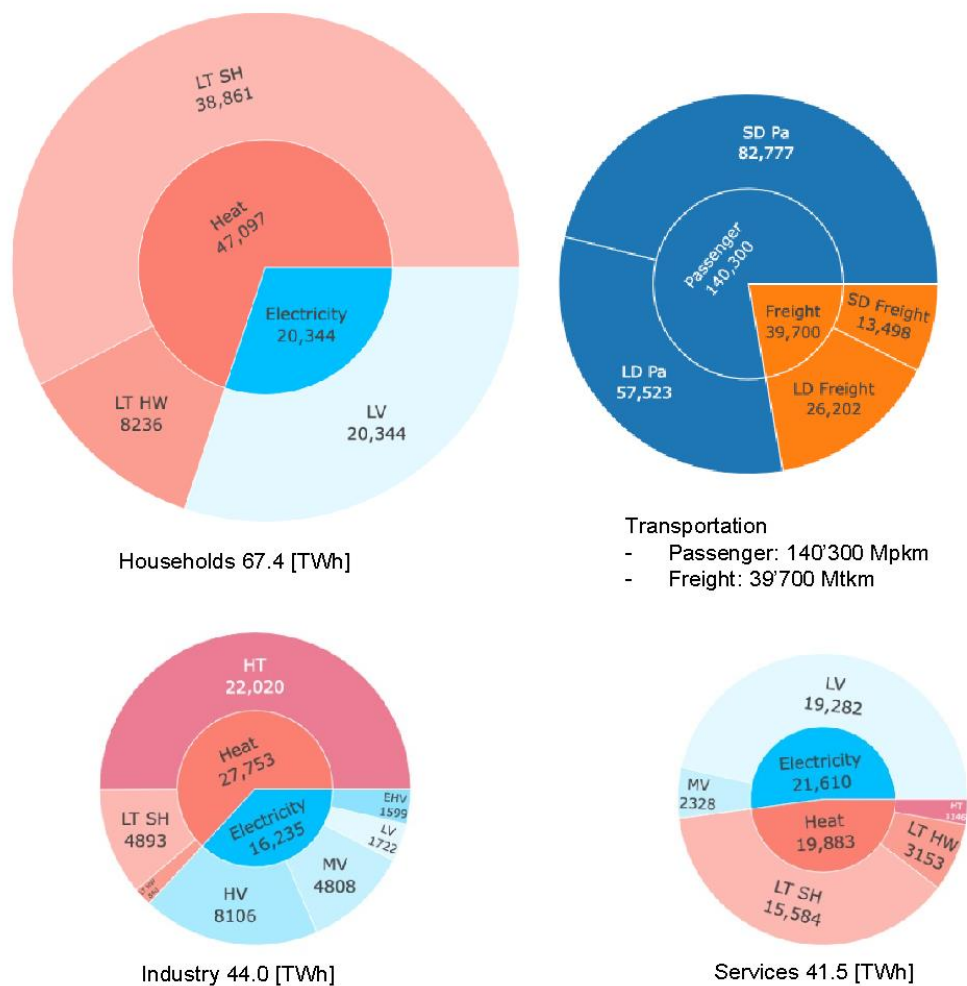 LT SH
38,861
Heat
47,097
Electricity
20,344
LT HW
8236
LV
20,344
Households 67.4 [TWh]
SD Pa
82,777
Passenger
140,300
Freight
39,700
SD Freight
13,498
LD Pa
57,523
LD Freight
26,202
Transportation
- Passenger: 140'300 Mpkm
- Freight: 39'700 Mtkm
HT
22,020
Heat
27,753
LT SH
4893
LT HW
Electricity
16,235
EHV
1599
LV
1722
MV
4808
HV
8106
Industry 44.0 [TWh]
LV
19,282
Electricity
21,610
MV
2328
Heat
19,883
HT
1146
LT HW
3153
LT SH
15,584
Services 41.5 [TWh]